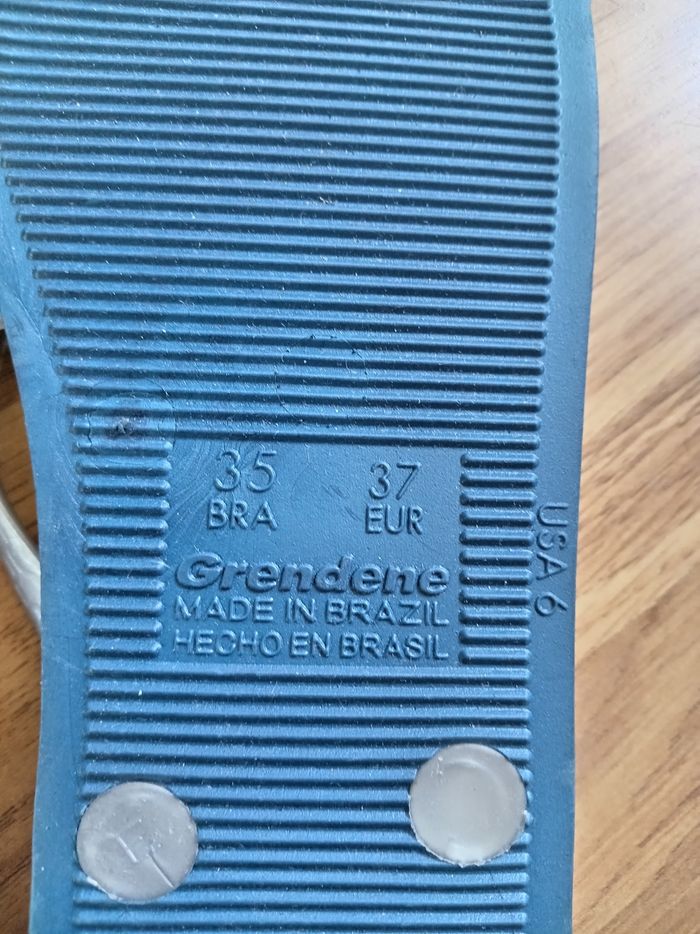 35 37
BRA EUR
Grendene
MADE IN BRAZIL
HECHO EN BRASIL
USA 6